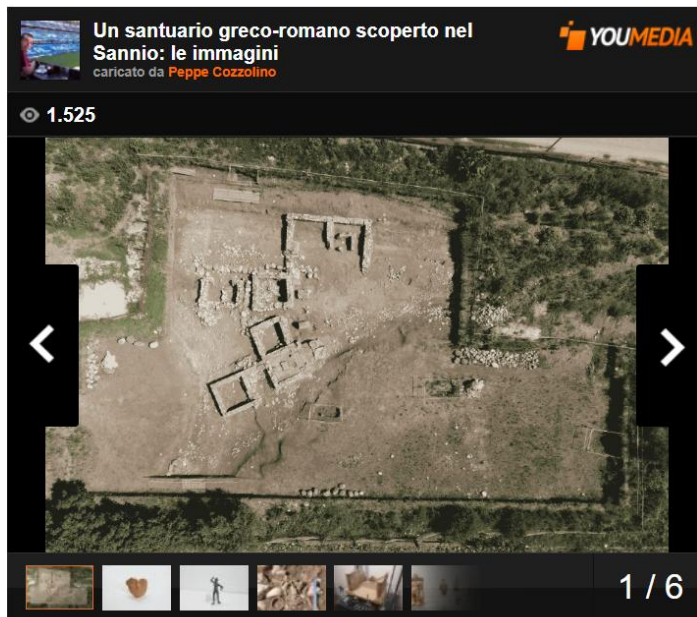 Un santuario greco-romano scoperto nel
Sannio: le immagini
caricato da Peppe Cozzolino
YOUMEDIA
1.525
1 / 6